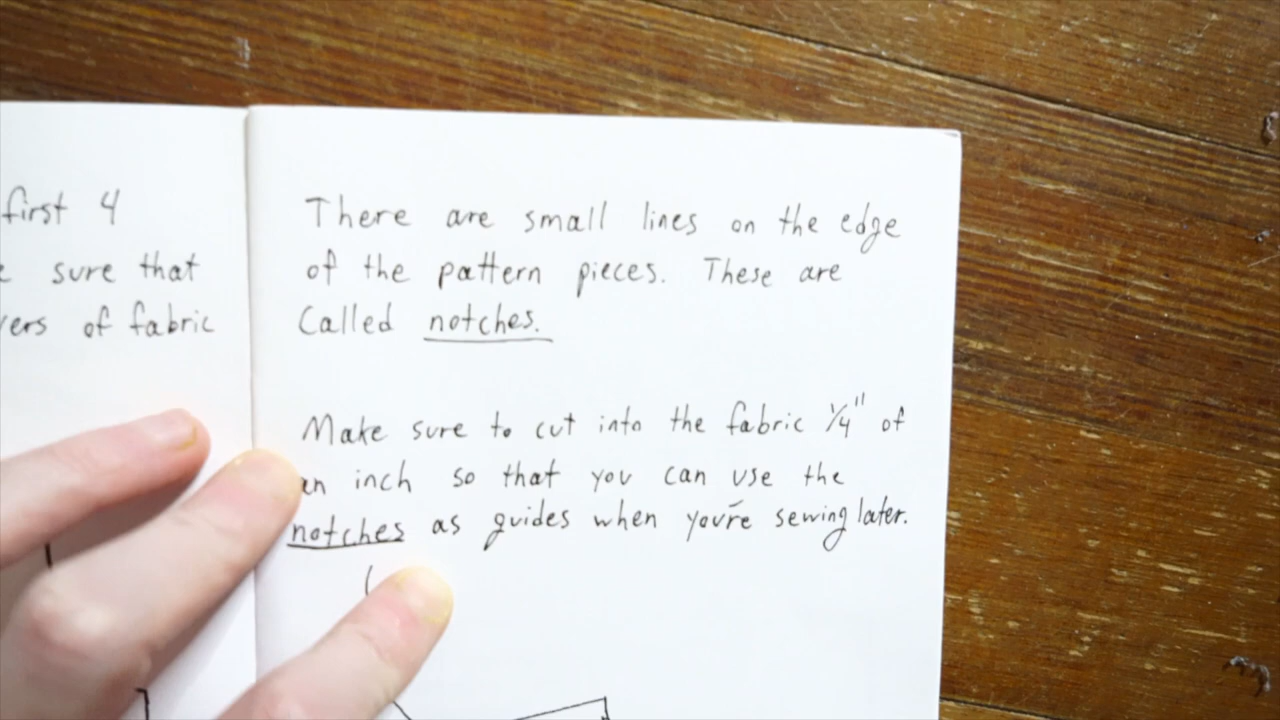 first 4
sure that
of fabric
There are small lines on the edge
of the pattern pieces. These are
Called notches.
Make sure to cut into the fabric 1/4" of
an inch so that you can use the
notches as guides when you're sewing later.